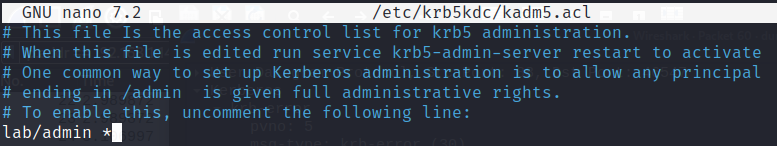 GNU nano 7.2 /etc/krb5kdc/kadm5.acl
# This file Is the access control list for krb5 administration.
# When this file is edited run service krb5-admin-server restart to activate
# One common way to set up Kerberos administration is to allow any principal
# ending in /admin  is given full administrative rights.
# To enable this, uncomment the following line:
lab/admin *